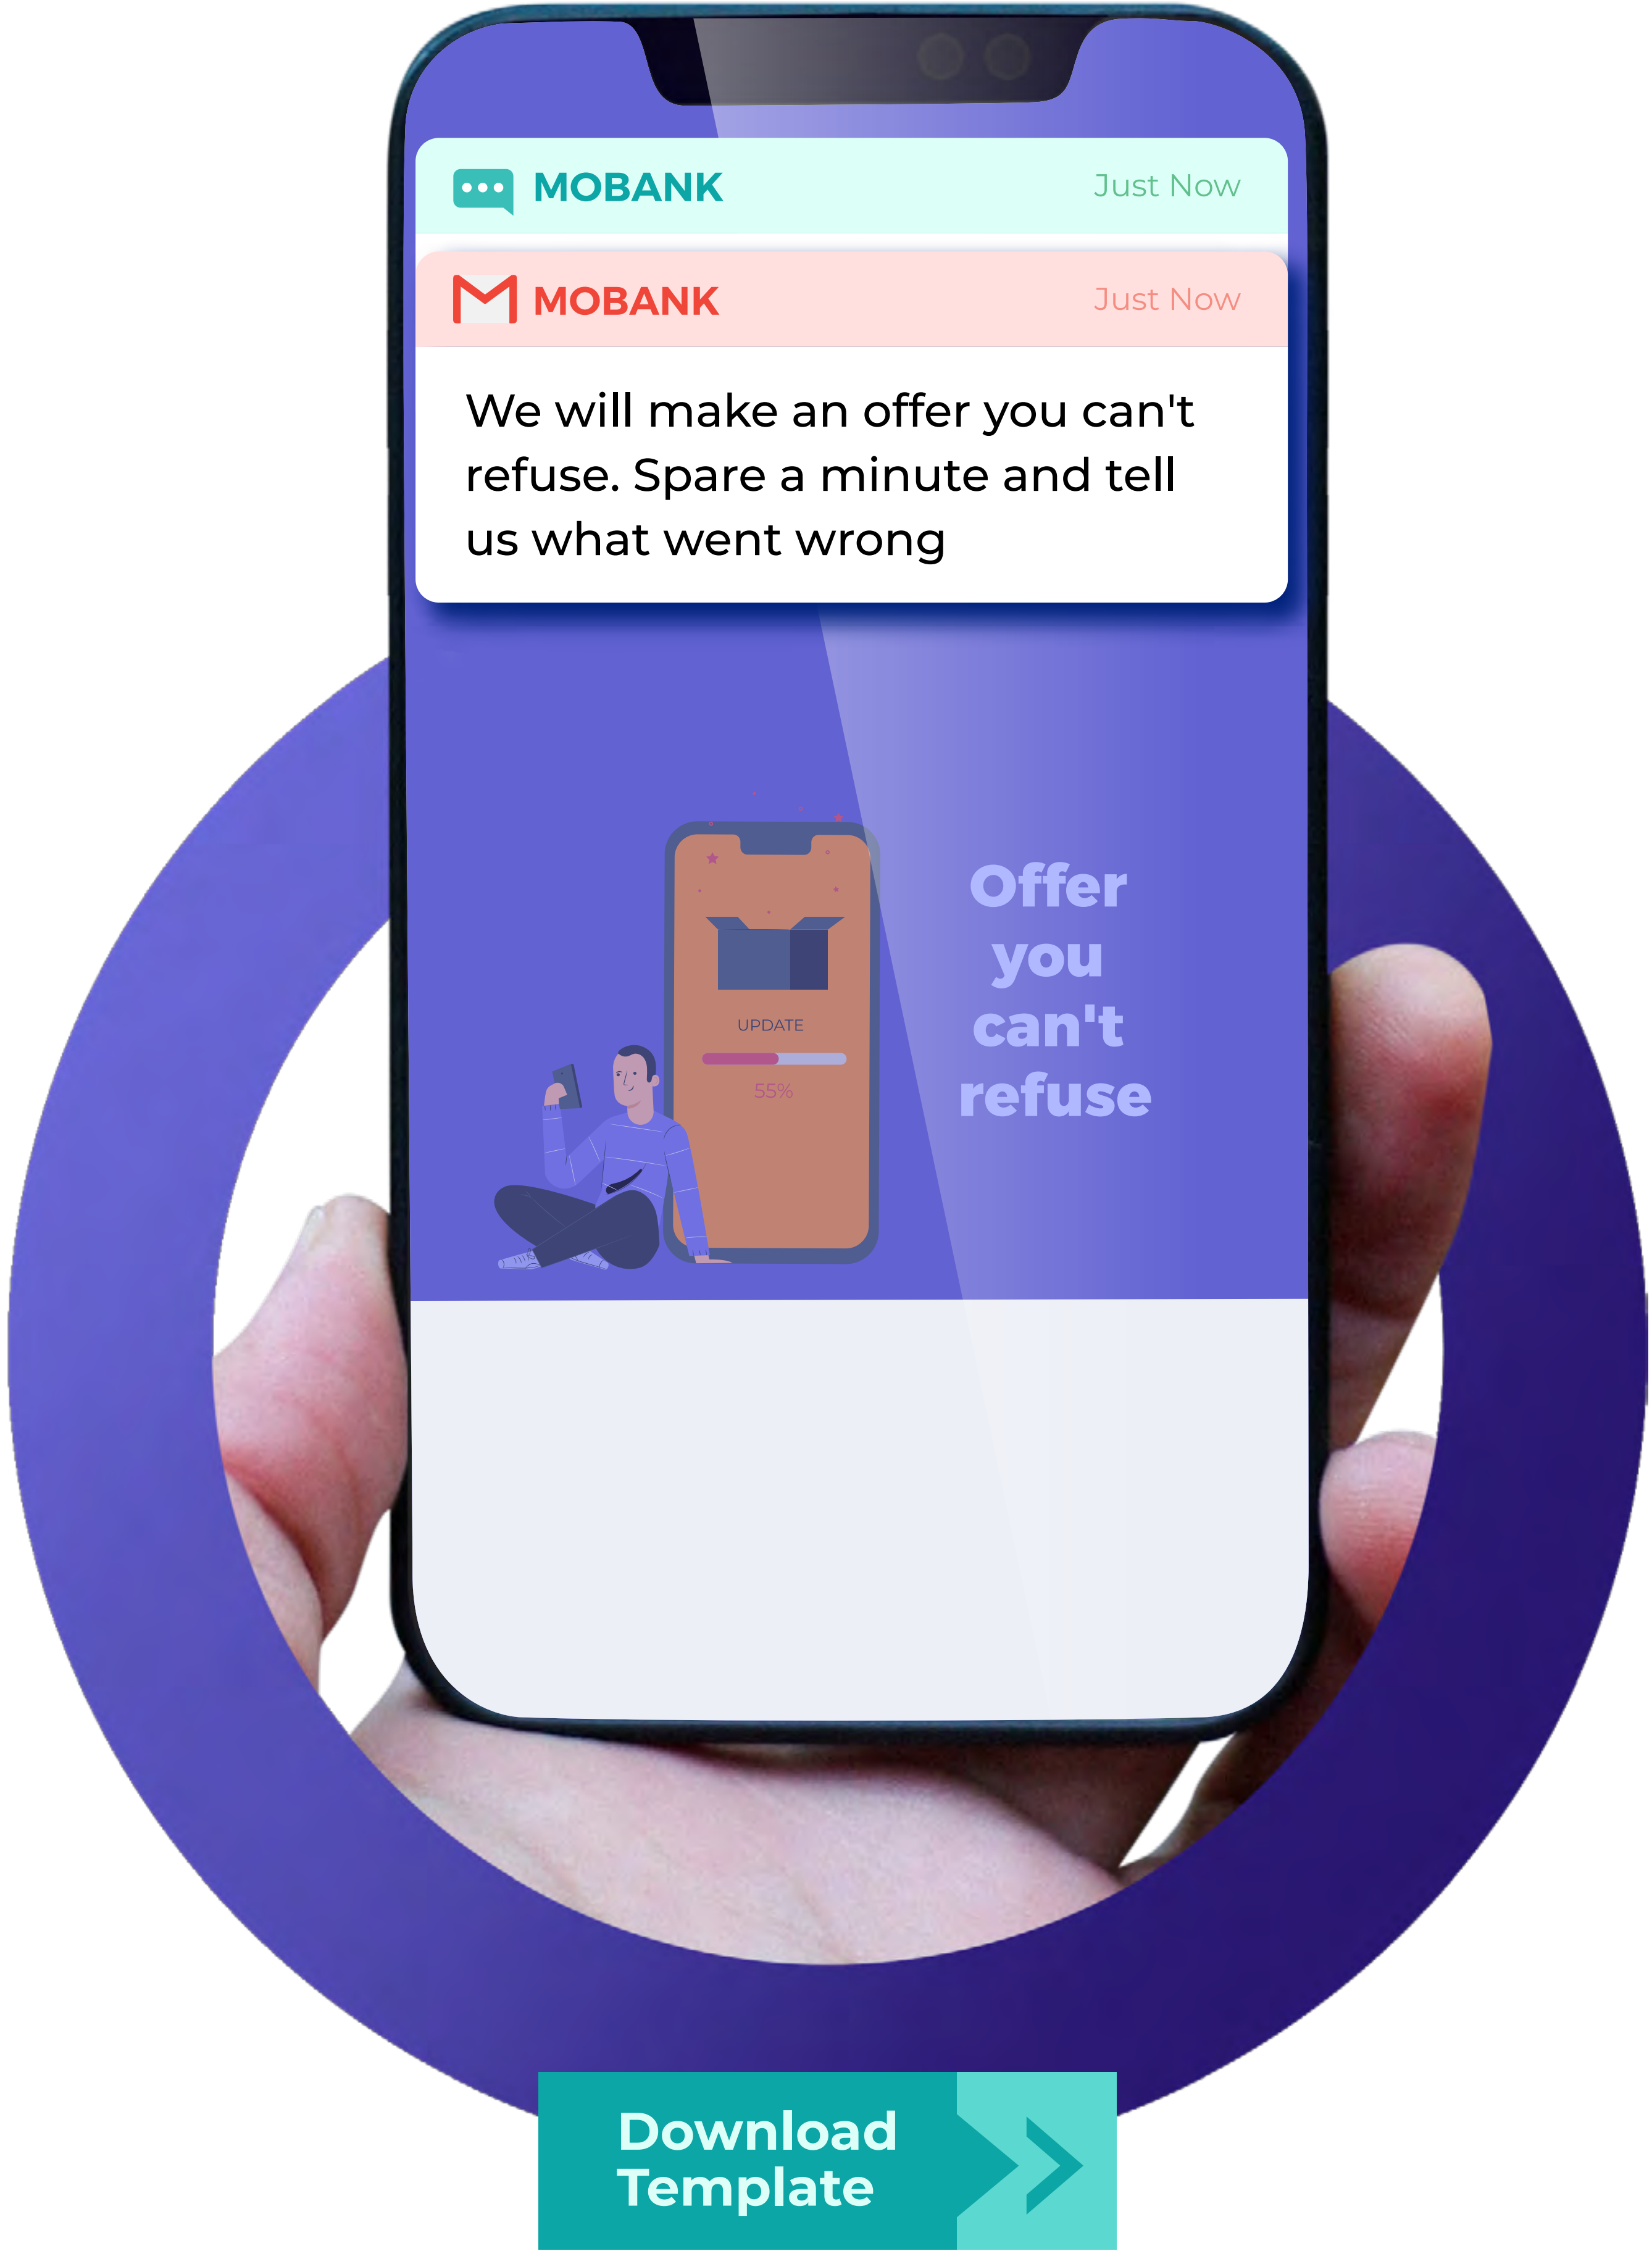 MOBANK
Just Now
MOBANK
Just Now
We will make an offer you can't
refuse. Spare a minute and tell
us what went wrong
Offer
you
can't
refuse
UPDATE
55%
Download
Template